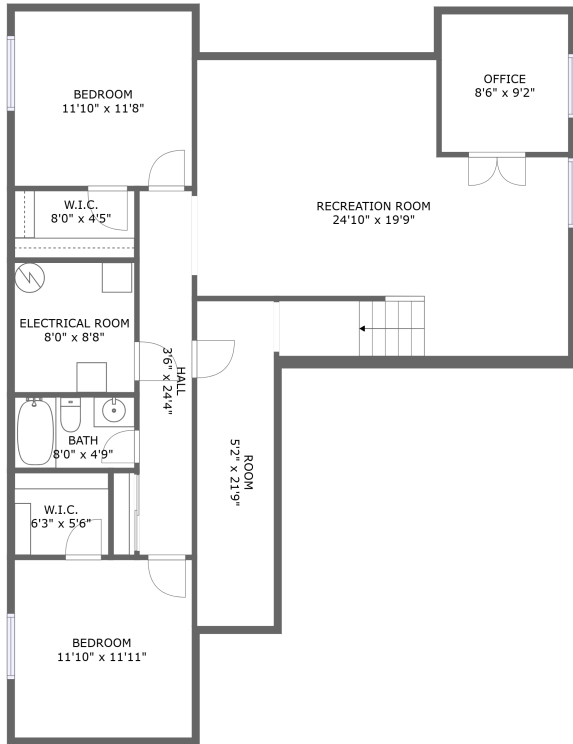 BEDROOM
11'10" x 11'8"
OFFICE
8'6" x 9'2"
W.I.C.
8'0" x 4'5"
RECREATION ROOM
24'10" x 19'9"
ELECTRICAL ROOM
8'0" x 8'8"
HALL
3'6" x 24'4"
BATH
8'0" x 4'9"
ROOM
5'2" x 21'9"
W.I.C.
6'3" x 5'6"
BEDROOM
11'10" x 11'11"